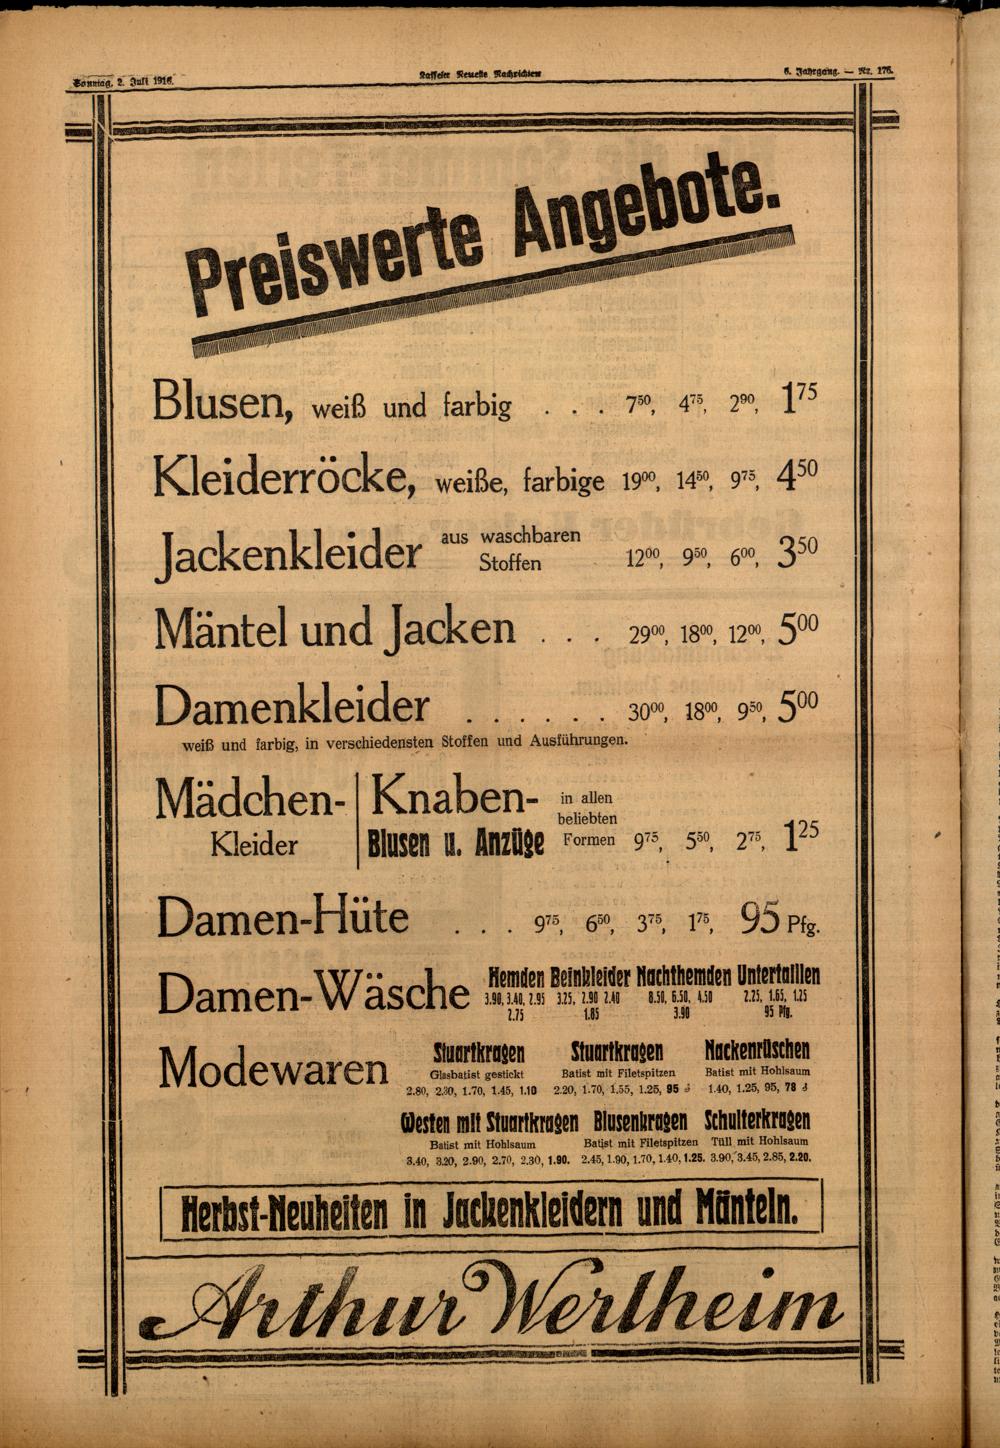 Sonntag, 2. Juli 1916.
Kasseler Neueste Nachrichten
6. Jahrgang. — Nr. 176.
Preiswerte Angebote.
Blusen, weiß und farbig . . . 7⁵⁰, 4⁷⁵, 2⁹⁰, 1⁷⁵
Kleiderröcke, weiße, farbige 19⁰⁰, 14⁵⁰, 9⁷⁵, 4⁵⁰
Jackenkleider aus waschbaren Stoffen 12⁰⁰, 9⁵⁰, 6⁰⁰, 3⁵⁰
Mäntel und Jacken . . . 29⁰⁰, 18⁰⁰, 12⁰⁰, 5⁰⁰
Damenkleider . . . . . . 30⁰⁰, 18⁰⁰, 9⁵⁰, 5⁰⁰
weiß und farbig, in verschiedensten Stoffen und Ausführungen.
Mädchen-
Kleider
Knaben-
Blusen u. Anzüge
in allen
beliebten
Formen 9⁷⁵, 5⁵⁰, 2⁷⁵, 1²⁵
Damen-Hüte . . . 9⁷⁵, 6⁵⁰, 3⁷⁵, 1⁷⁵, 95 Pfg.
Damen-Wäsche
Hemden Beinkleider Nachthemden Untertaillen
3.90, 3.40, 2.95 3.25, 2.90 2.40 8.50, 6.50, 4.50 2.25, 1.65, 1.25
2.75 1.85 3.90 95 Pfg.
Modewaren
Stuartkragen Stuartkragen Nackenrüschen
Glasbatist gestickt Batist mit Filetspitzen Batist mit Hohlsaum
2.80, 2.30, 1.70, 1.45, 1.10 2.20, 1.70, 1.55, 1.25, 95 ₰ 1.40, 1.25, 95, 78 ₰
Westen mit Stuartkragen Blusenkragen Schulterkragen
Batist mit Hohlsaum Batist mit Filetspitzen Tüll mit Hohlsaum
3.40, 3.20, 2.90, 2.70, 2.30, 1.90. 2.45, 1.90, 1.70, 1.40, 1.25. 3.90, 3.45, 2.85, 2.20.
Herbst-Neuheiten in Jackenkleidern und Mänteln.
Arthur Wertheim